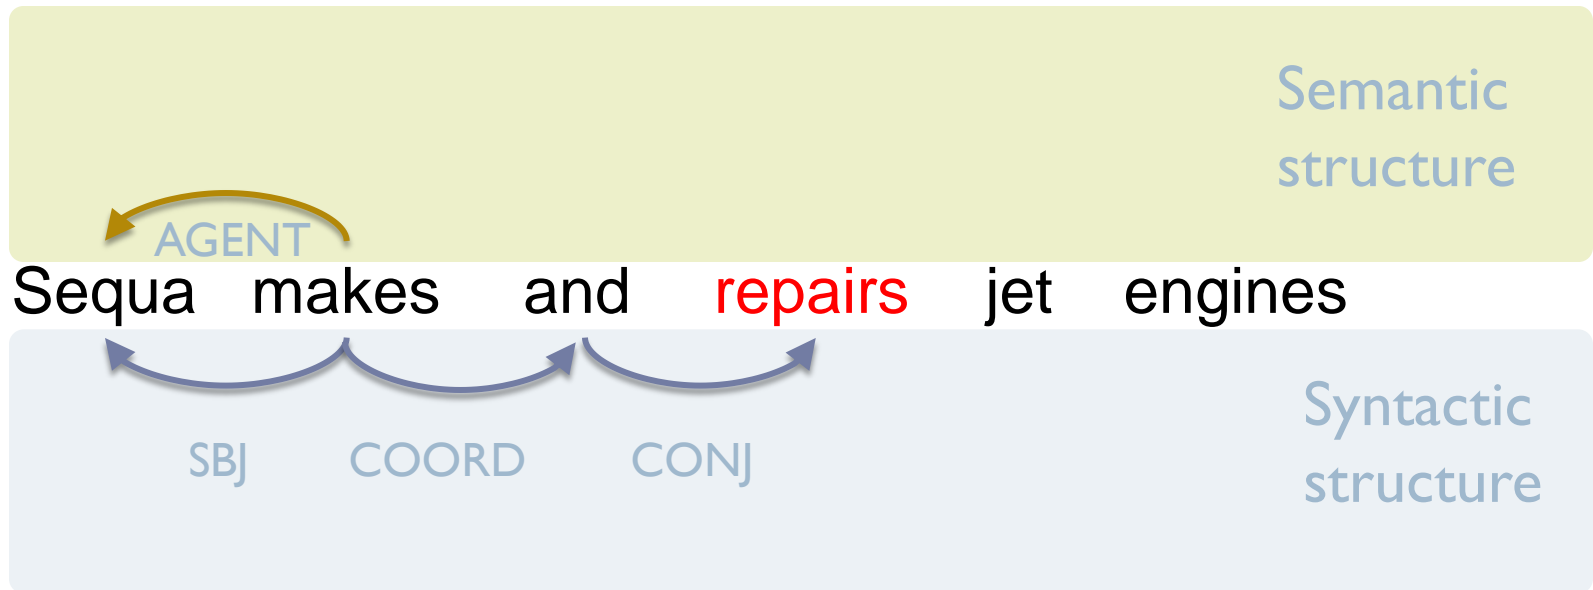 Semantic
structure
AGENT
Sequa makes and repairs jet engines
SBJ COORD CONJ
Syntactic
structure